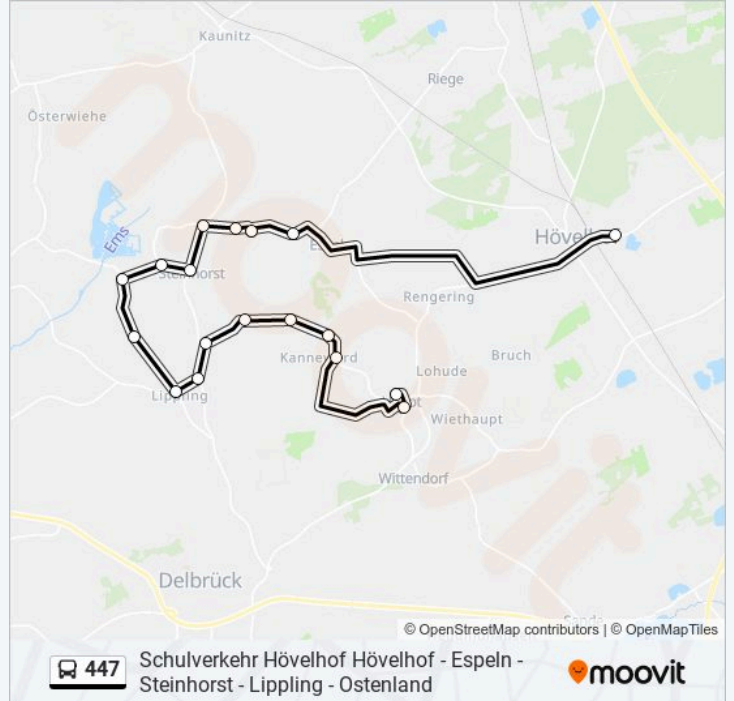 Kaunitz
Riege
Österwiehe
Ems
Hövel
Steinhorst
Rengering
Kanne
Bruch
Lohude
Lippling
Wiethaupt
Wittendorf
Delbrück
© OpenStreetMap contributors | © OpenMapTiles
447
Schulverkehr Hövelhof Hövelhof - Espeln -
Steinhorst - Lippling - Ostenland
moovit